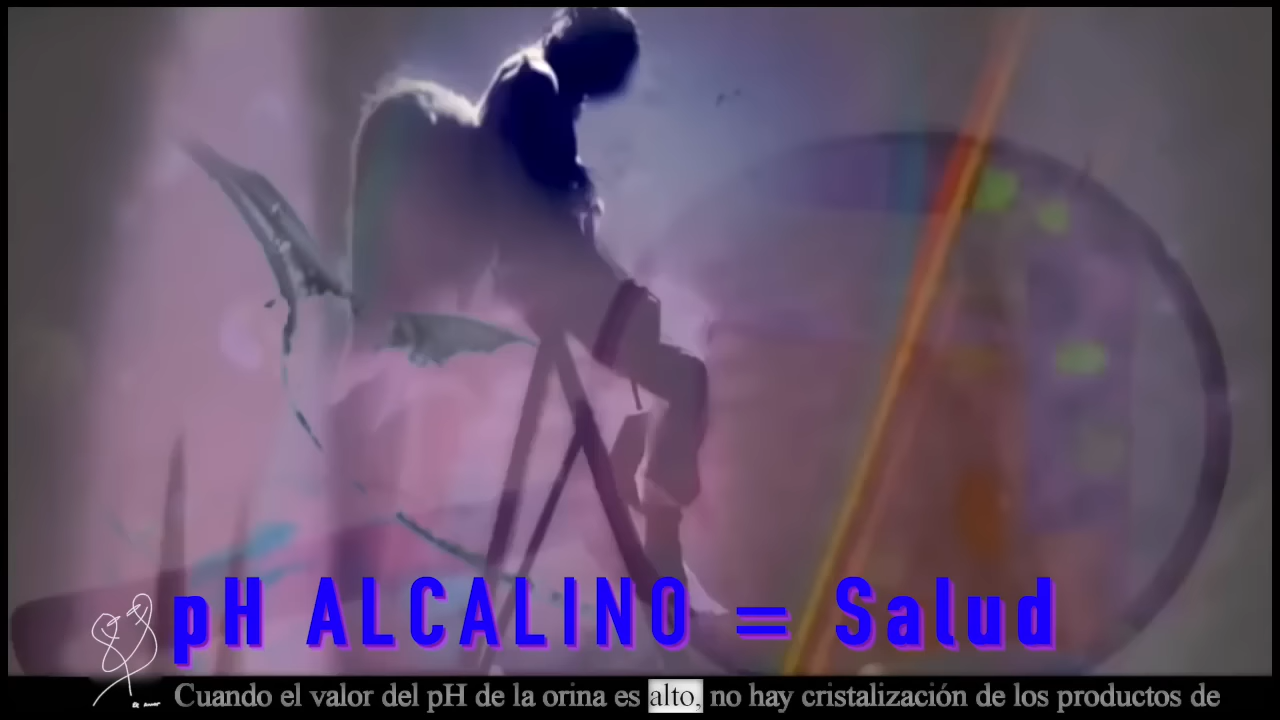 pH ALCALINO = Salud
Cuando el valor del pH de la orina es alto, no hay cristalización de los productos de